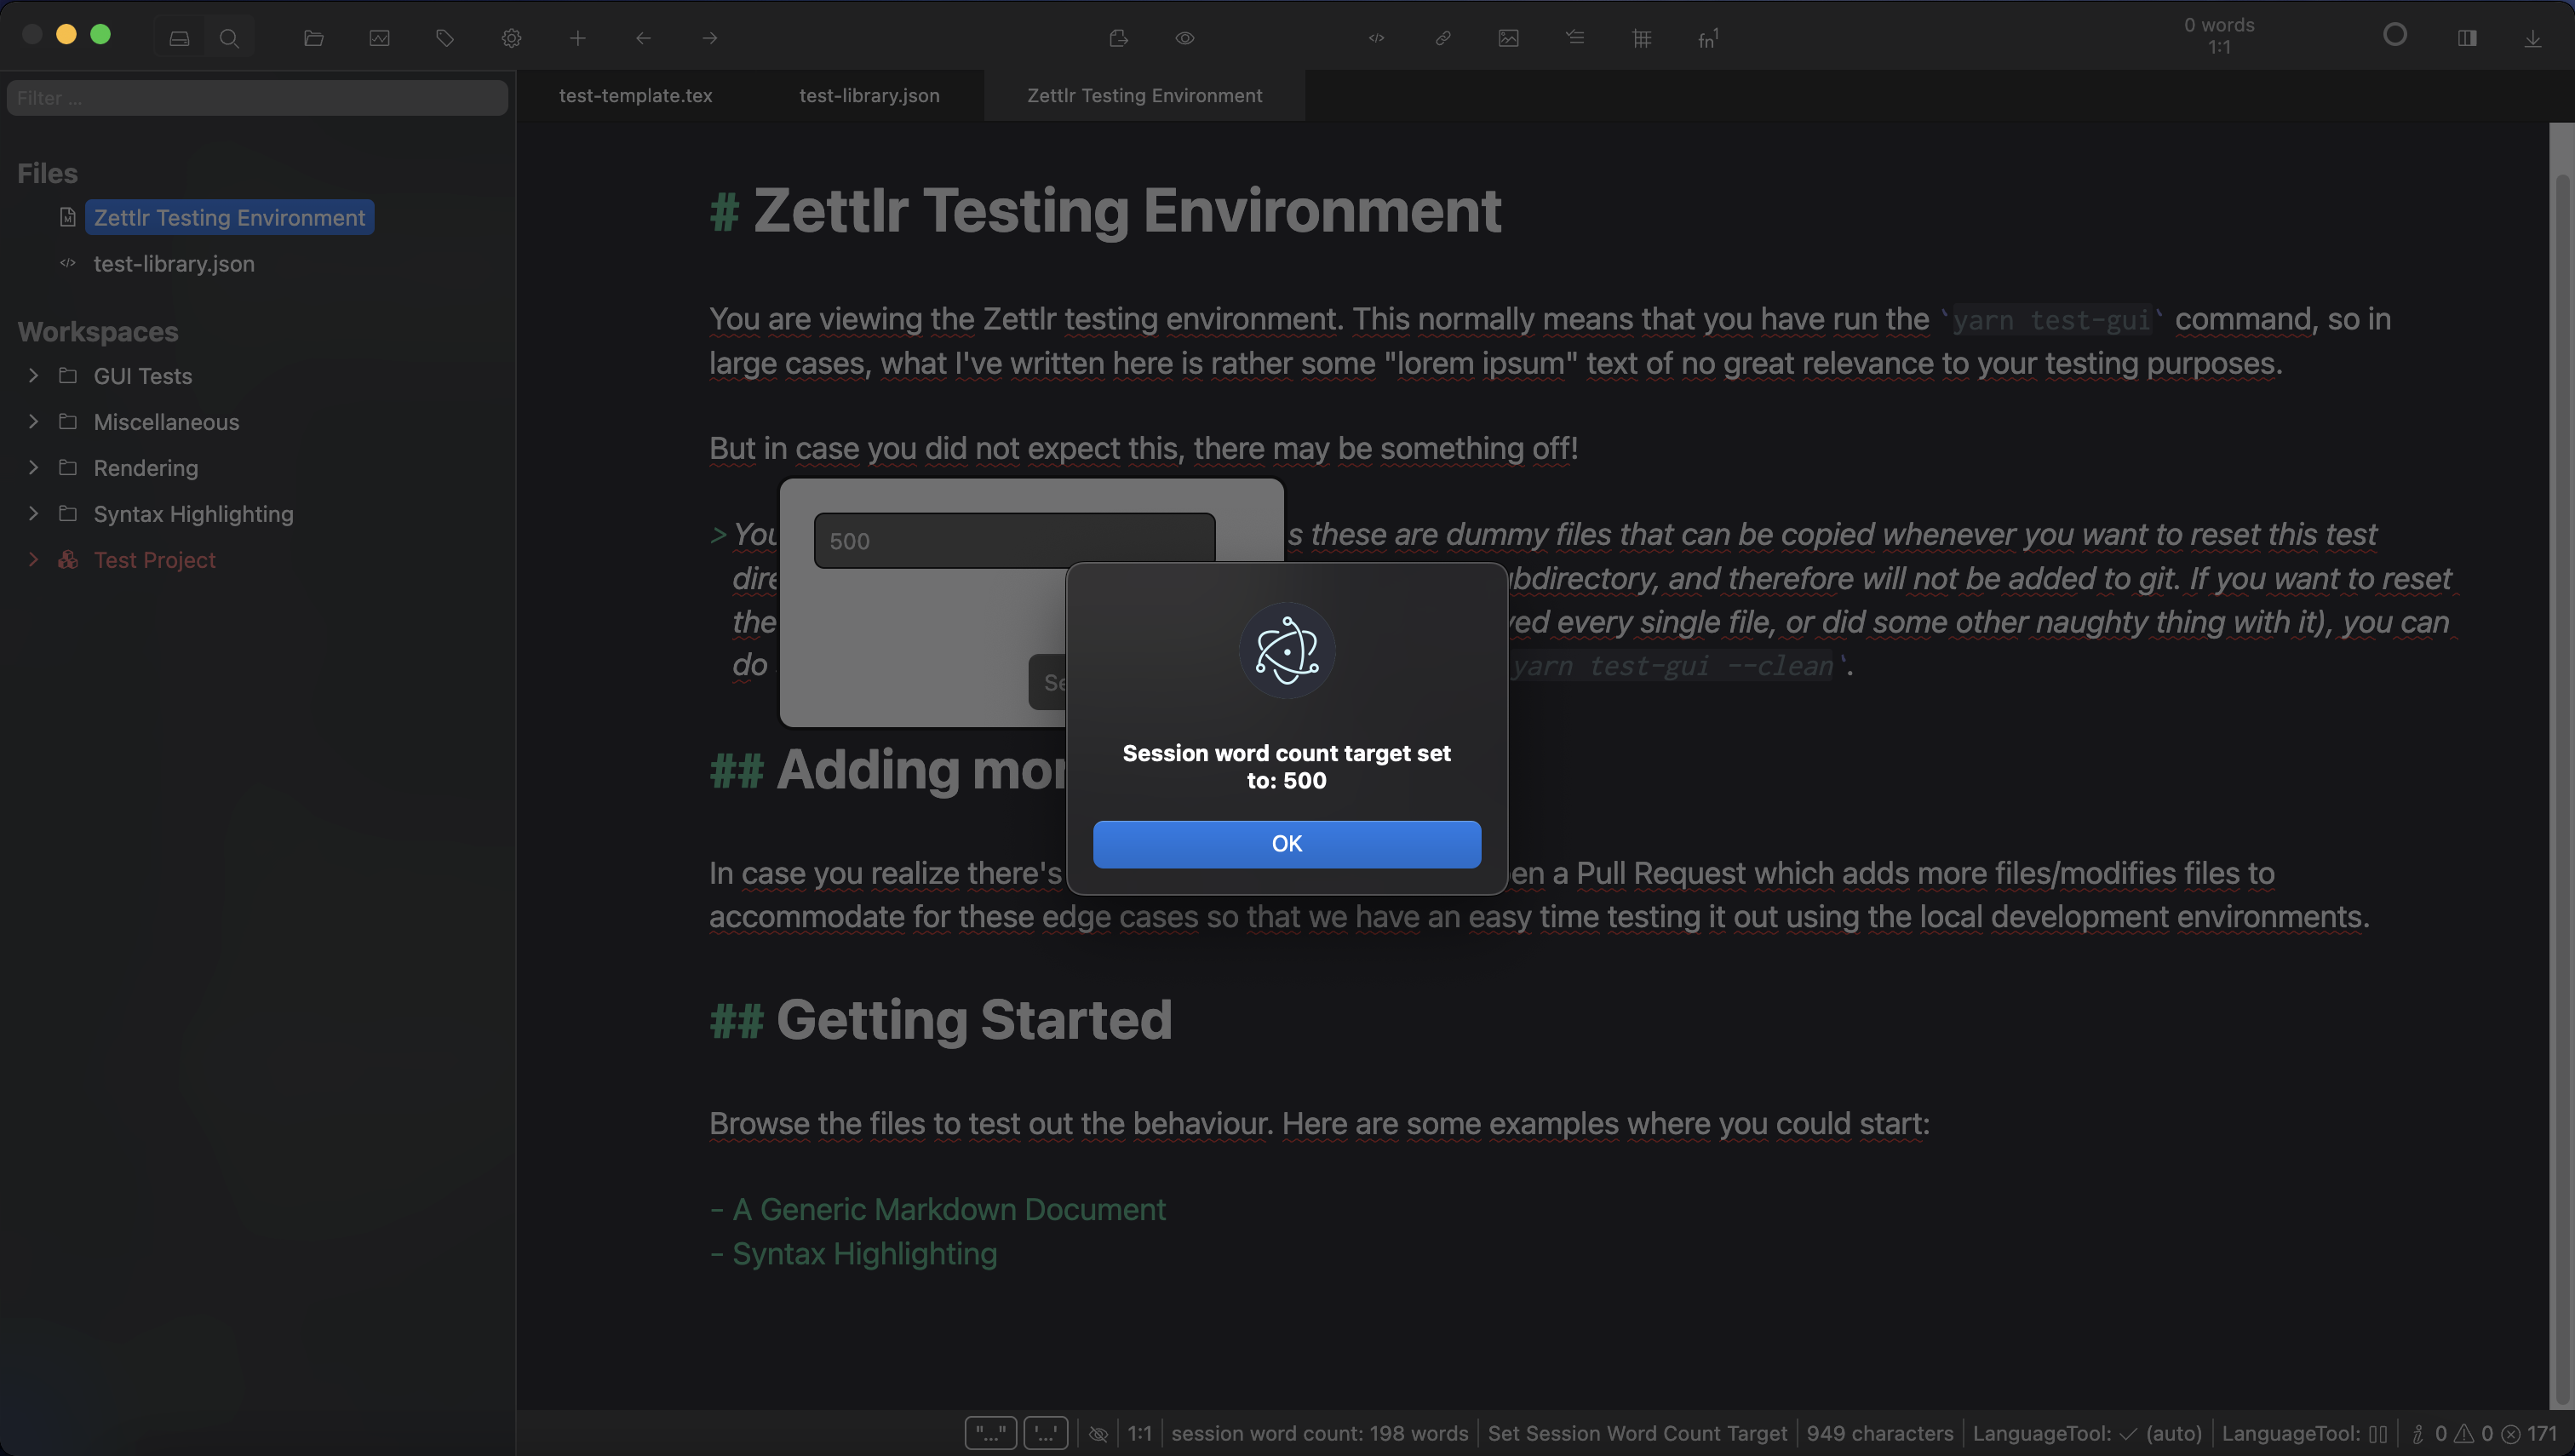 0 words
1:1
Filter ...
test-template.tex
test-library.json
Zettlr Testing Environment
Files
Zettlr Testing Environment
test-library.json
Workspaces
GUI Tests
Miscellaneous
Rendering
Syntax Highlighting
Test Project
# Zettlr Testing Environment
You are viewing the Zettlr testing environment. This normally means that you have run the `yarn test-gui` command, so in
large cases, what I've written here is rather some "lorem ipsum" text of no great relevance to your testing purposes.
But in case you did not expect this, there may be something off!
> You s these are dummy files that can be copied whenever you want to reset this test
bdirectory, and therefore will not be added to git. If you want to reset
the every single file, or did some other naughty thing with it), you can
do yarn test-gui --clean`.
500
Session word count target set
to: 500
OK
## Adding mor
In case you realize there's en a Pull Request which adds more files/modifies files to
accommodate for these edge cases so that we have an easy time testing it out using the local development environments.
## Getting Started
Browse the files to test out the behaviour. Here are some examples where you could start:
- A Generic Markdown Document
- Syntax Highlighting
"..." '...' 1:1 session word count: 198 words Set Session Word Count Target 949 characters LanguageTool: ✓ (auto) LanguageTool: 0 0 171